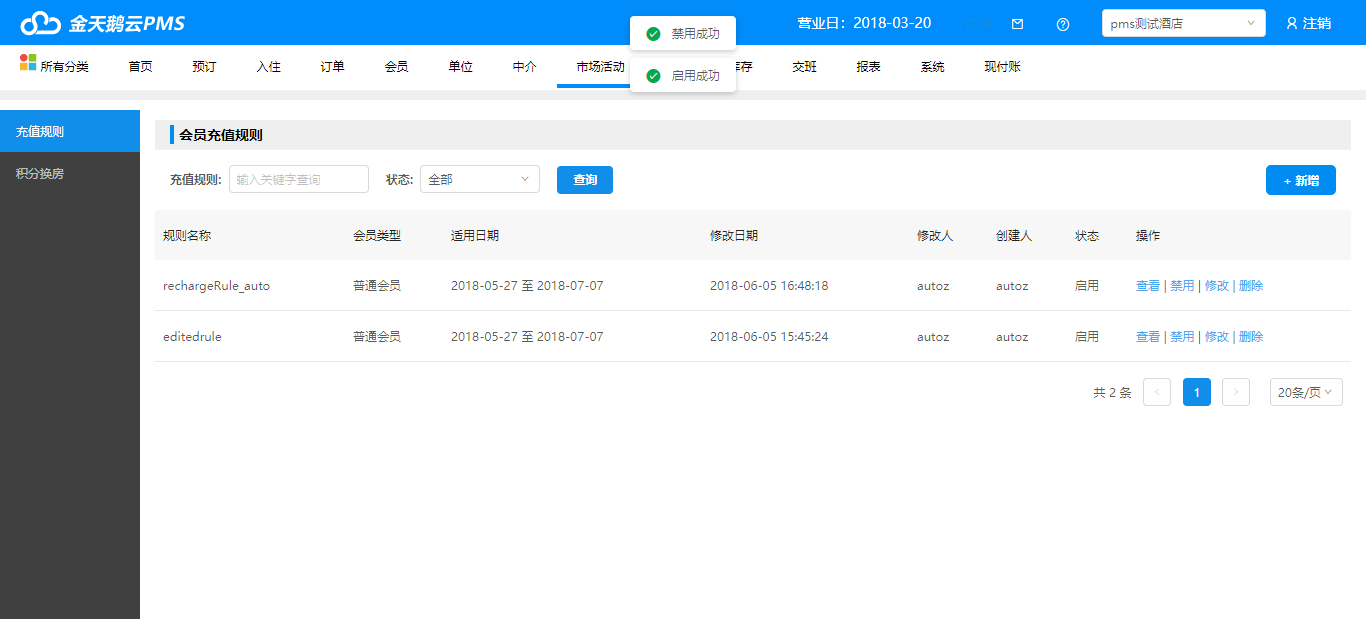 金天鹅云PMS
禁用成功
营业日：2018-03-20
pms测试酒店
注销
所有分类 首页 预订 入住 订单 会员 单位 中介 市场活动 存 交班 报表 系统 现付账
启用成功
充值规则
积分换房
会员充值规则
充值规则: 输入关键字查询 状态: 全部 查询 + 新增
规则名称 会员类型 适用日期 修改日期 修改人 创建人 状态 操作
rechargeRule_auto 普通会员 2018-05-27 至 2018-07-07 2018-06-05 16:48:18 autoz autoz 启用 查看 | 禁用 | 修改 | 删除
editedrule 普通会员 2018-05-27 至 2018-07-07 2018-06-05 15:45:24 autoz autoz 启用 查看 | 禁用 | 修改 | 删除
共 2 条 1 20条/页